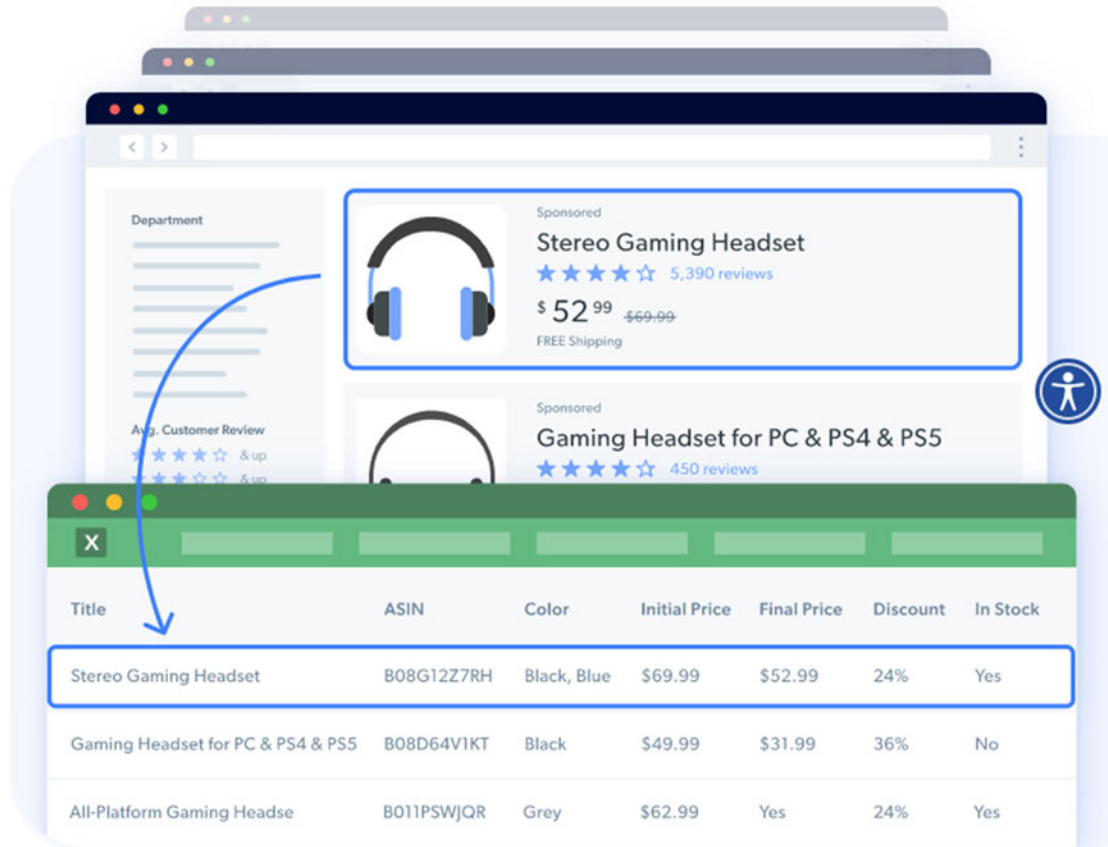 Department
Avg. Customer Review
& up
& up
Sponsored
Stereo Gaming Headset
5,390 reviews
$ 52 99 $69.99
FREE Shipping
Sponsored
Gaming Headset for PC & PS4 & PS5
450 reviews
X
Title ASIN Color Initial Price Final Price Discount In Stock
Stereo Gaming Headset B08G12Z7RH Black, Blue $69.99 $52.99 24% Yes
Gaming Headset for PC & PS4 & PS5 B08D64V1KT Black $49.99 $31.99 36% No
All-Platform Gaming Headse B011PSWJQR Grey $62.99 Yes 24% Yes